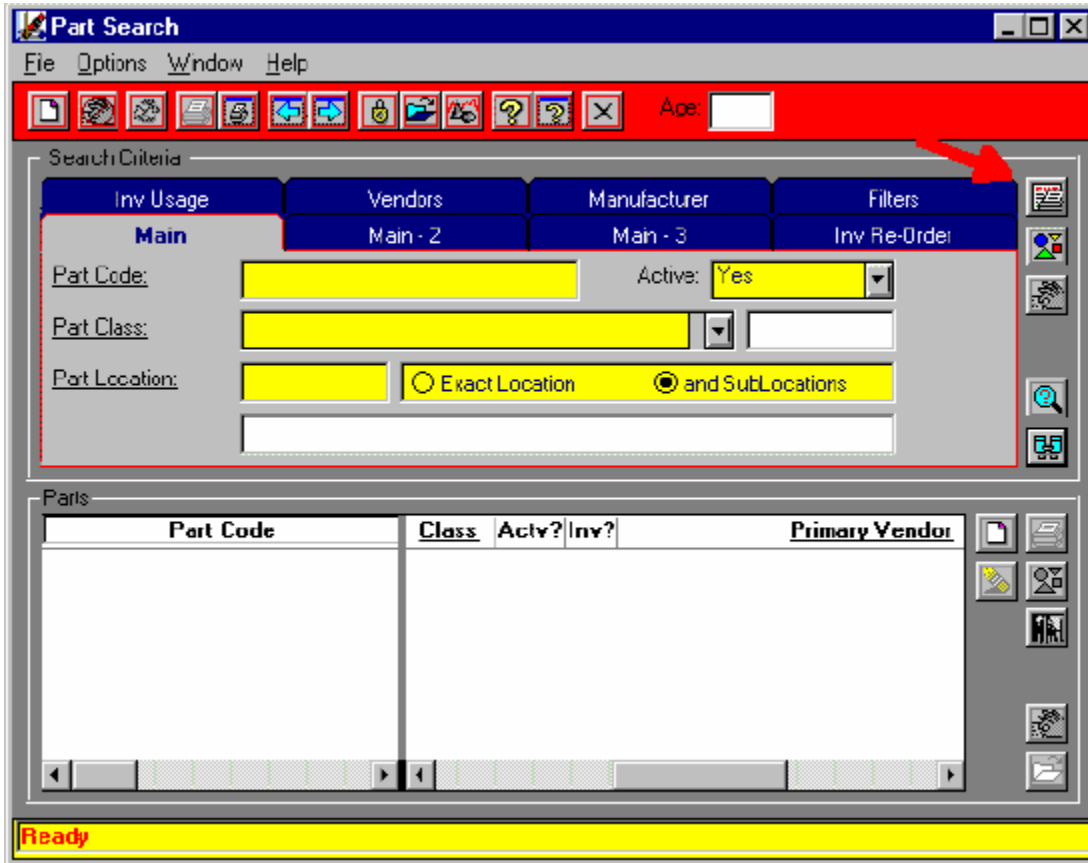 Part Search
File Options Window Help
Age:
Search Criteria
Inv Usage Vendors Manufacturer Filters
Main Main - 2 Main - 3 Inv Re-Order
Part Code: Active: Yes
Part Class:
Part Location: Exact Location and SubLocations
Parts
Part Code Class Actv? Inv? Primary Vendor
Ready